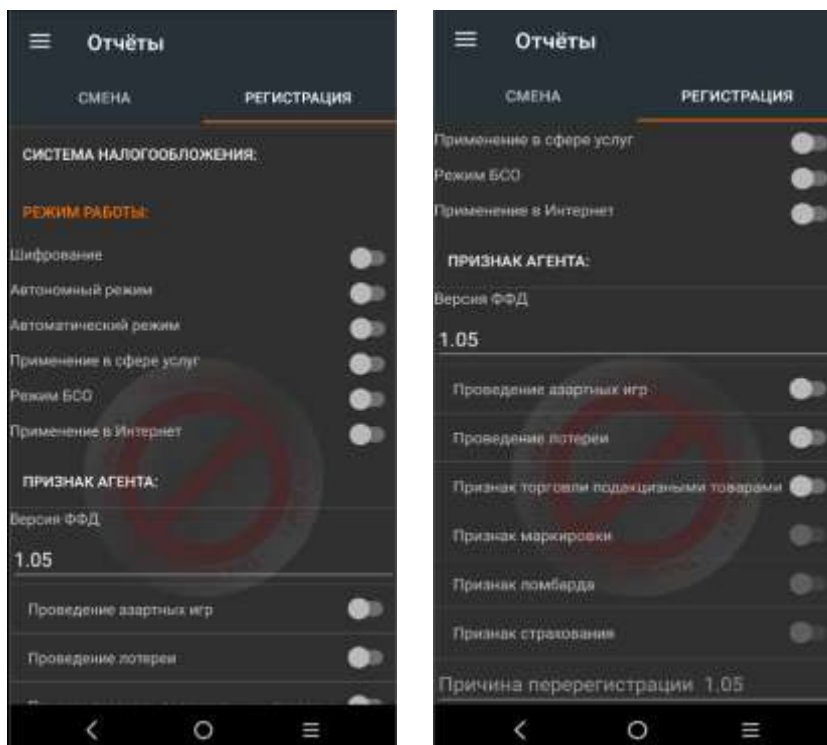 Отчёты
СМЕНА РЕГИСТРАЦИЯ
СИСТЕМА НАЛОГООБЛОЖЕНИЯ:
РЕЖИМ РАБОТЫ:
Шифрование
Автономный режим
Автоматический режим
Применение в сфере услуг
Режим БСО
Применение в Интернет
ПРИЗНАК АГЕНТА:
Версия ФФД
1.05
Проведение азартных игр
Проведение лотереи
Отчёты
СМЕНА РЕГИСТРАЦИЯ
Применение в сфере услуг
Режим БСО
Применение в Интернет
ПРИЗНАК АГЕНТА:
Версия ФФД
1.05
Проведение азартных игр
Проведение лотереи
Признак торговли подакцизными товарами
Признак маркировки
Признак ломбарда
Признак страхования
Причина перерегистрации 1.05